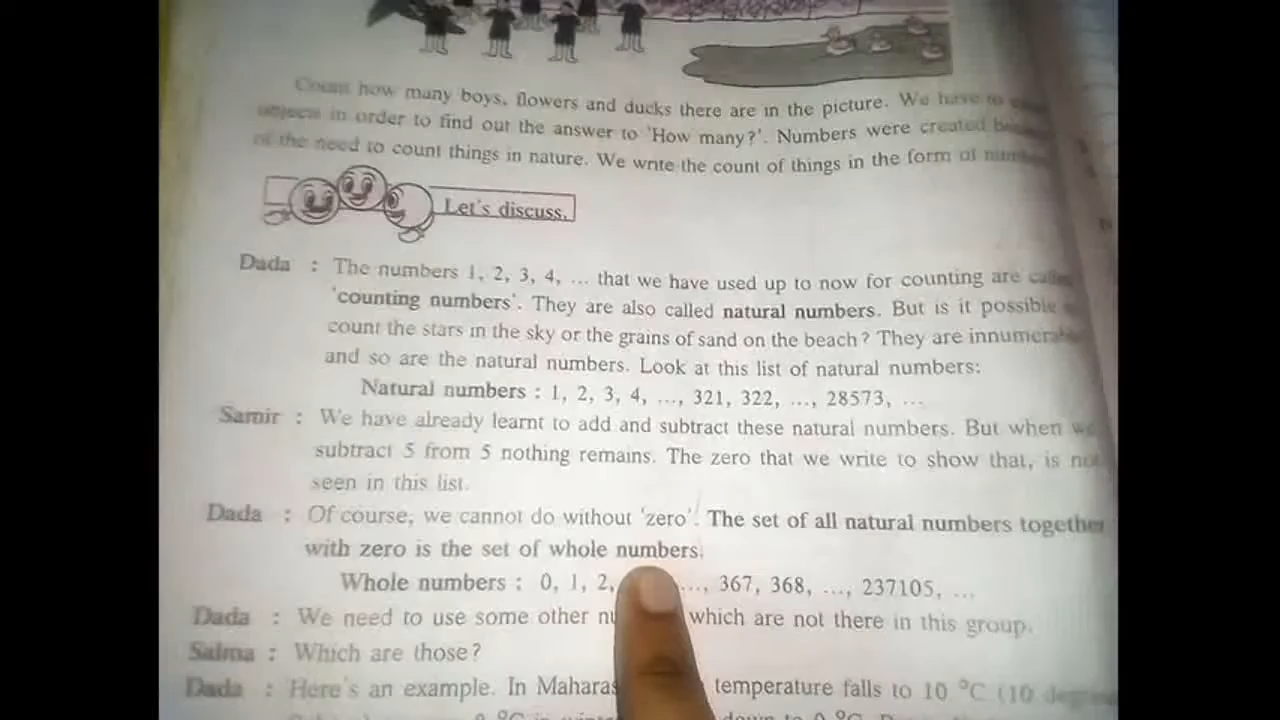 Count how many boys, flowers and ducks there are in the picture. We have to
objects in order to find out the answer to 'How many?'. Numbers were created
of the need to count things in nature. We write the count of things in the form of
Let's discuss.
Dada : The numbers 1, 2, 3, 4, ... that we have used up to now for counting are
'counting numbers'. They are also called natural numbers. But is it possible
count the stars in the sky or the grains of sand on the beach? They are
and so are the natural numbers. Look at this list of natural numbers:
Natural numbers : 1, 2, 3, 4, ..., 321, 322, ..., 28573, ...
Samir : We have already learnt to add and subtract these natural numbers. But when we
subtract 5 from 5 nothing remains. The zero that we write to show that, is not
seen in this list.
Dada : Of course, we cannot do without 'zero'. The set of all natural numbers together
with zero is the set of whole numbers.
Whole numbers : 0, 1, 2, ..., 367, 368, ..., 237105, ...
Dada : We need to use some other which are not there in this group.
Salma : Which are those?
Dada : Here's an example. In temperature falls to 10 °C (10